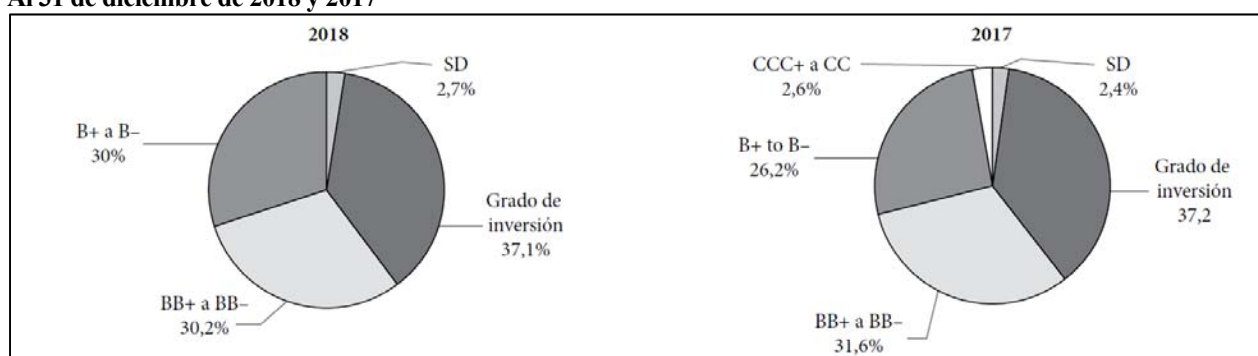 Al 31 de diciembre de 2018 y 2017
2018
SD
2,7%
B+ a B–
30%
Grado de
inversión
37,1%
BB+ a BB–
30,2%
2017
CCC+ a CC
2,6%
SD
2,4%
B+ to B–
26,2%
Grado de
inversión
37,2
BB+ a BB–
31,6%